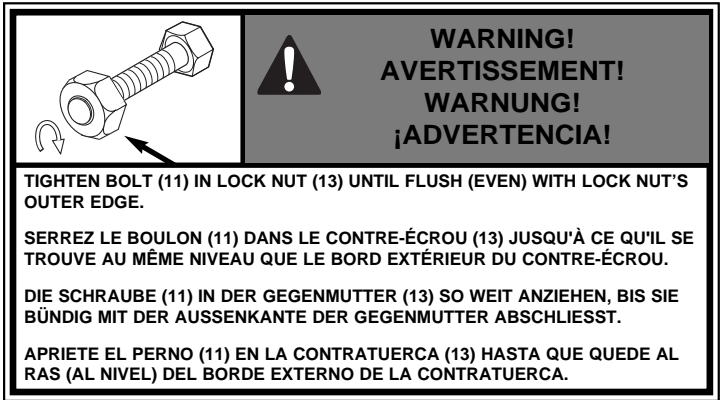 WARNING!
AVERTISSEMENT!
WARNUNG!
¡ADVERTENCIA!
TIGHTEN BOLT (11) IN LOCK NUT (13) UNTIL FLUSH (EVEN) WITH LOCK NUT’S
OUTER EDGE.
SERREZ LE BOULON (11) DANS LE CONTRE-ÉCROU (13) JUSQU'À CE QU'IL SE
TROUVE AU MÊME NIVEAU QUE LE BORD EXTÉRIEUR DU CONTRE-ÉCROU.
DIE SCHRAUBE (11) IN DER GEGENMUTTER (13) SO WEIT ANZIEHEN, BIS SIE
BÜNDIG MIT DER AUSSENKANTE DER GEGENMUTTER ABSCHLIESST.
APRIETE EL PERNO (11) EN LA CONTRATUERCA (13) HASTA QUE QUEDE AL
RAS (AL NIVEL) DEL BORDE EXTERNO DE LA CONTRATUERCA.